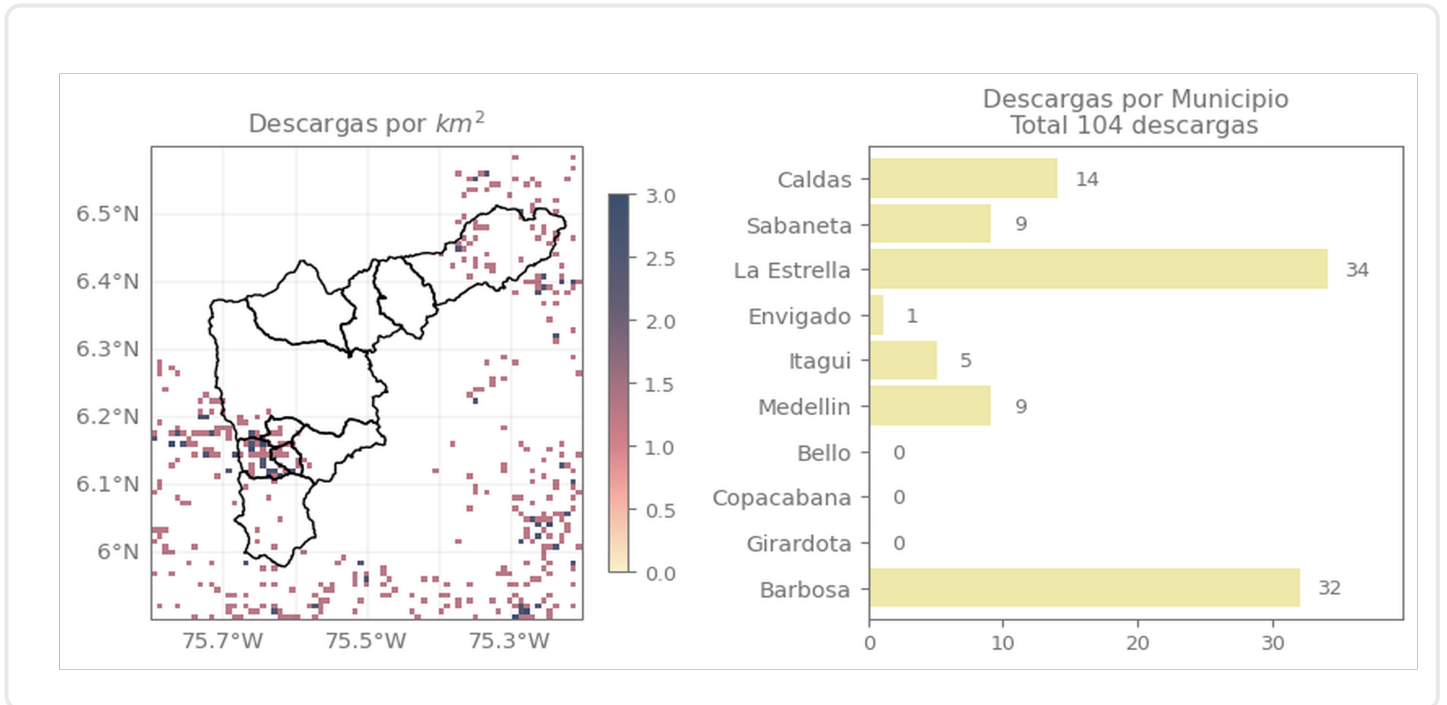 Descargas por km²
6.5°N
6.4°N
6.3°N
6.2°N
6.1°N
6°N
75.7°W 75.5°W 75.3°W
3.0
2.5
2.0
1.5
1.0
0.5
0.0
Descargas por Municipio
Total 104 descargas
Caldas 14
Sabaneta 9
La Estrella 34
Envigado 1
Itagui 5
Medellin 9
Bello 0
Copacabana 0
Girardota 0
Barbosa 32
0 10 20 30